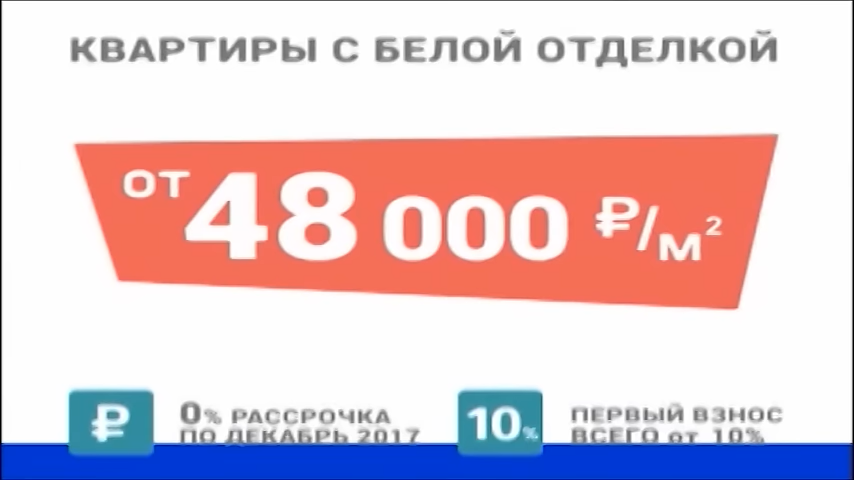 КВАРТИРЫ С БЕЛОЙ ОТДЕЛКОЙ
ОТ 48 000 ₽/М²
₽
0% РАССРОЧКА
ПО ДЕКАБРЬ 2017
10%
ПЕРВЫЙ ВЗНОС
ВСЕГО от 10%